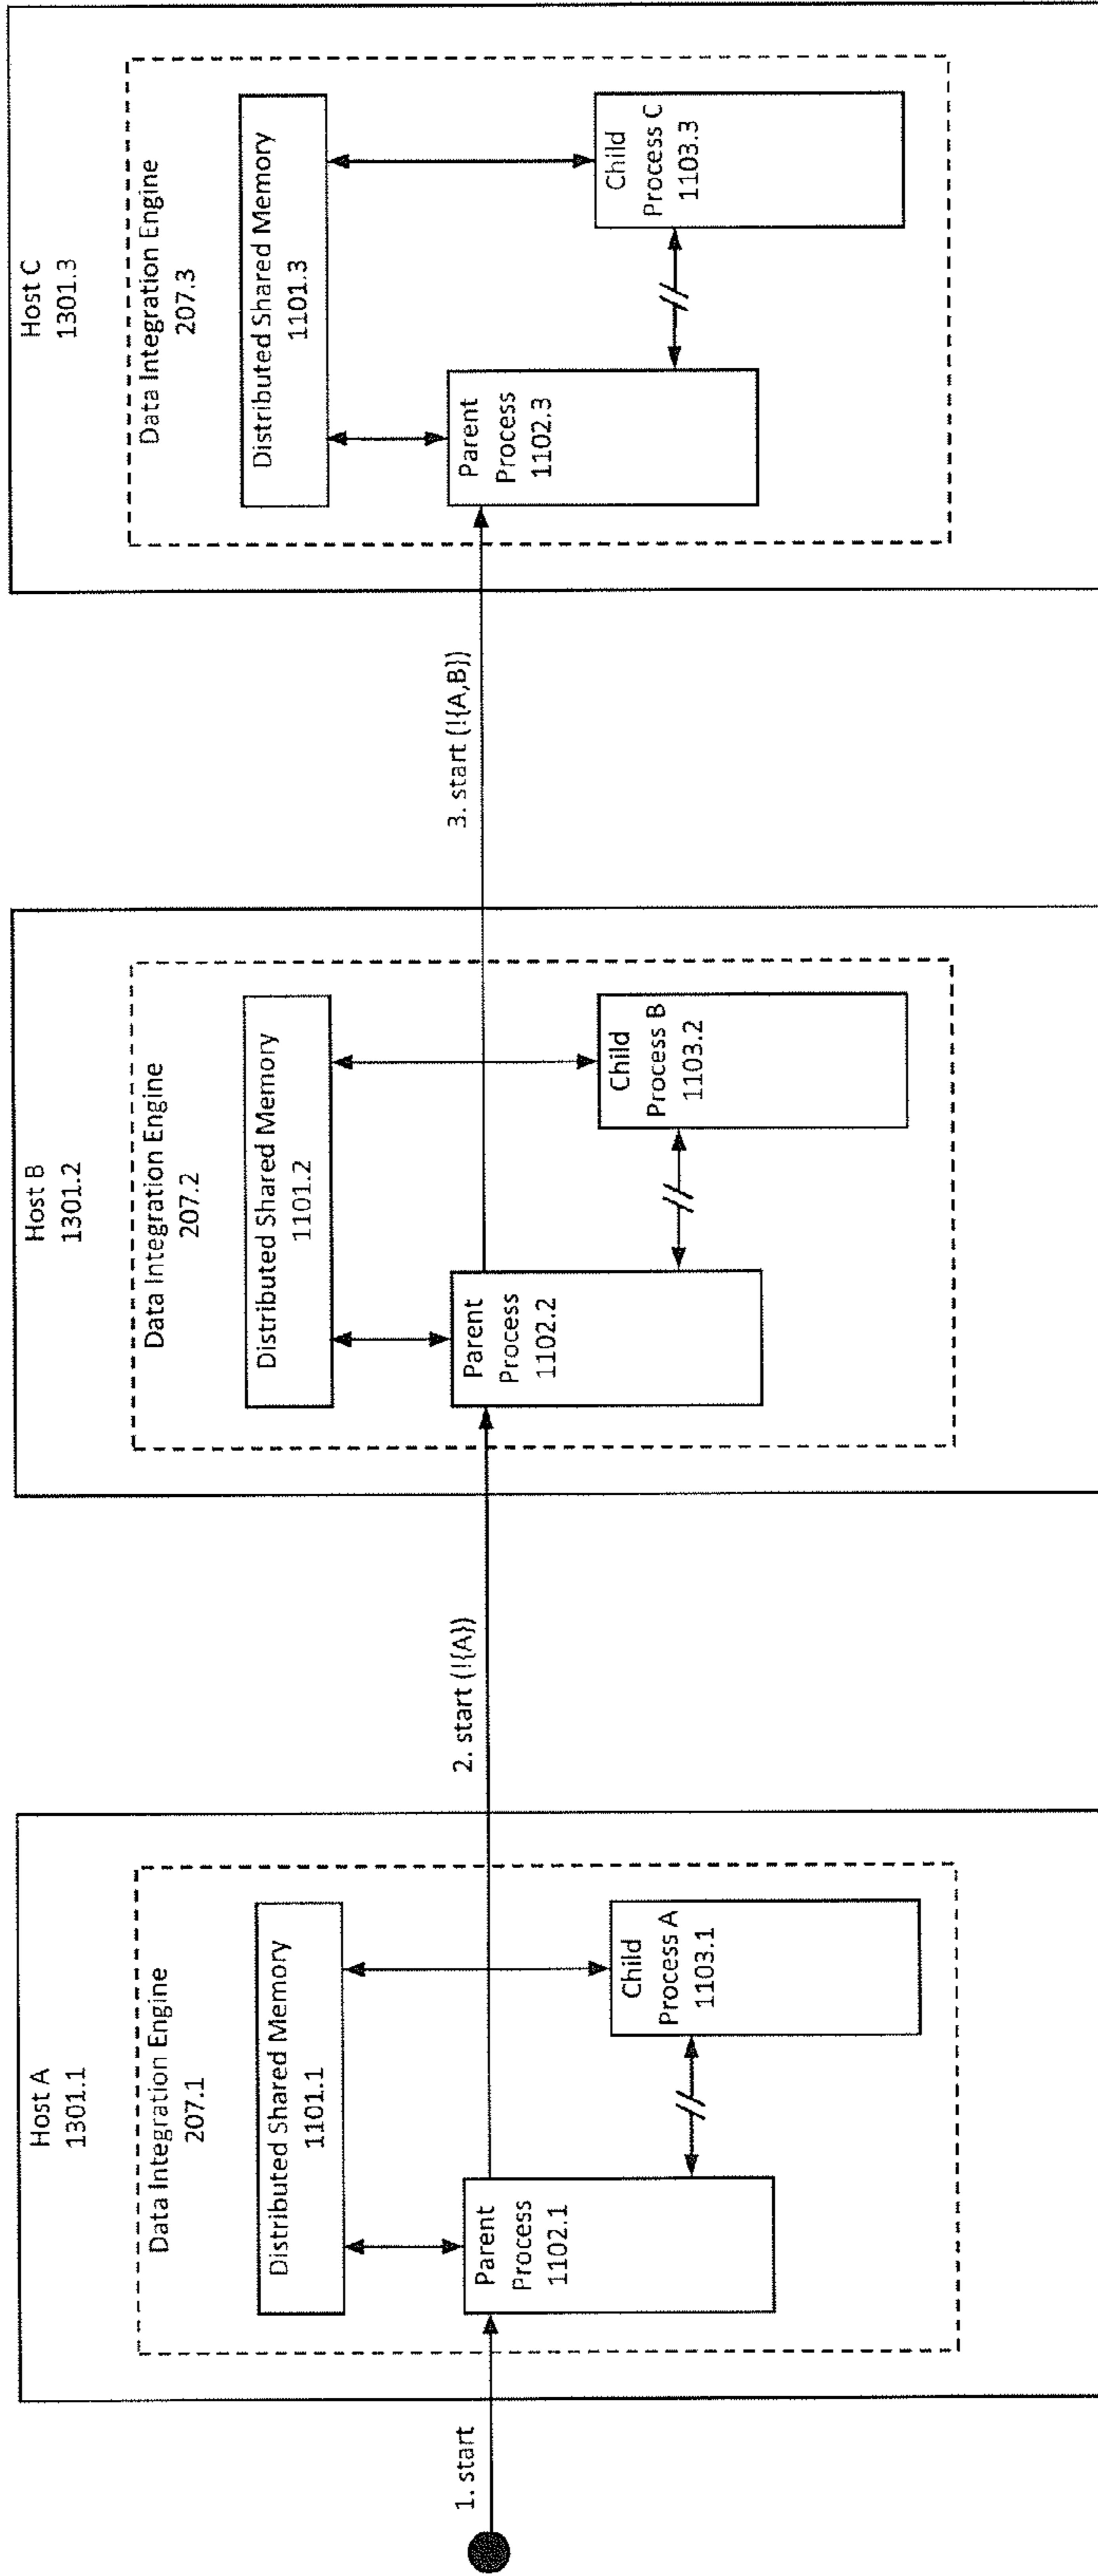 Host A
1301.1
Data Integration Engine
207.1
Distributed Shared Memory
1101.1
Parent
Process
1102.1
Child
Process A
1103.1
1. start
2. start (!{A})
Host B
1301.2
Data Integration Engine
207.2
Distributed Shared Memory
1101.2
Parent
Process
1102.2
Child
Process B
1103.2
3. start (!{A,B})
Host C
1301.3
Data Integration Engine
207.3
Distributed Shared Memory
1101.3
Parent
Process
1102.3
Child
Process C
1103.3